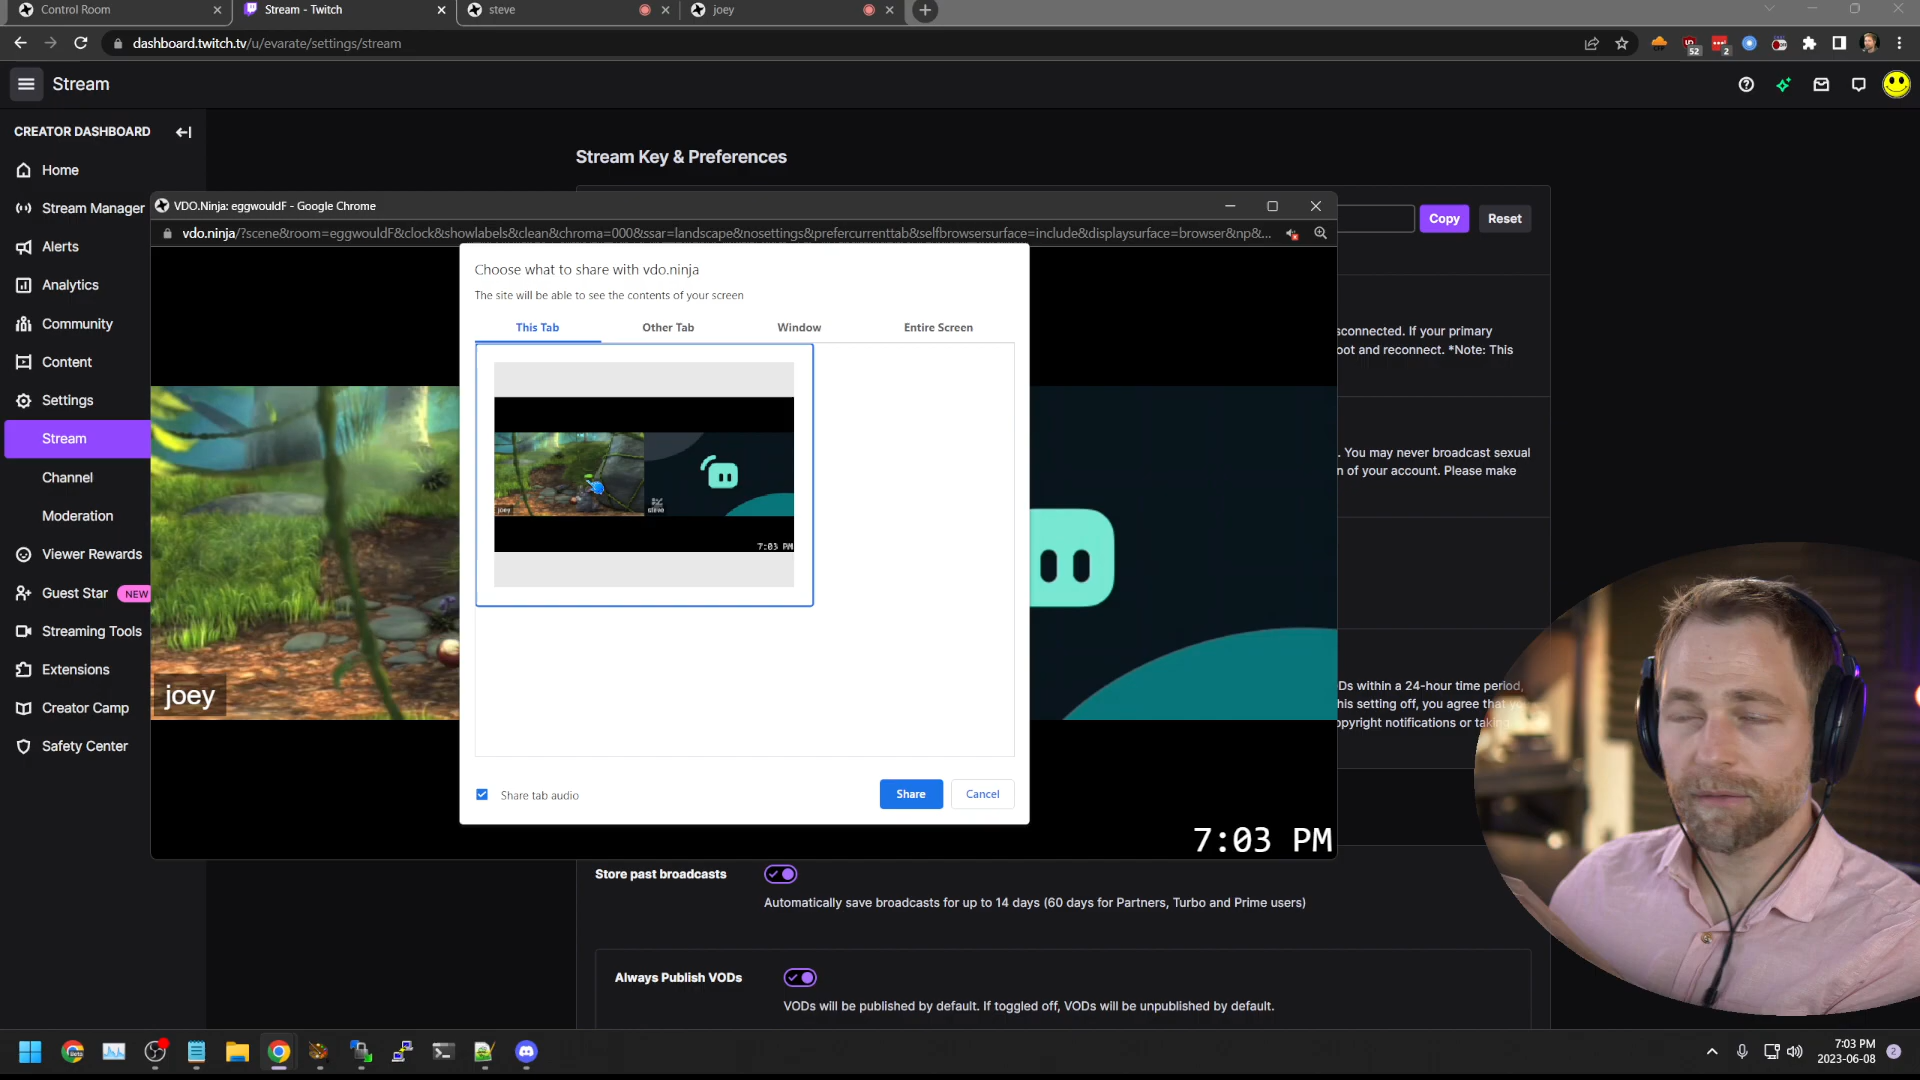 Control Room
Stream - Twitch
steve
joey
dashboard.twitch.tv/u/evarate/settings/stream
52
2
Stream
CREATOR DASHBOARD
Home
Stream Manager
Alerts
Analytics
Community
Content
Settings
Stream
Channel
Moderation
Viewer Rewards
Guest Star NEW
Streaming Tools
Extensions
Creator Camp
Safety Center
Stream Key & Preferences
Copy
Reset
sconnected. If your primary
oot and reconnect. *Note: This
. You may never broadcast sexual
n of your account. Please make
Ds within a 24-hour time period,
his setting off, you agree that
opyright notifications or
Store past broadcasts
Automatically save broadcasts for up to 14 days (60 days for Partners, Turbo and Prime users)
Always Publish VODs
VODs will be published by default. If toggled off, VODs will be unpublished by default.
VDO.Ninja: eggwouldF - Google Chrome
vdo.ninja/?scene&room=eggwouldF&clock&showlabels&clean&chroma=000&ssar=landscape&nosettings&prefercurrenttab&selfbrowsersurface=include&displaysurface=browser&np&...
joey
7:03 PM
Choose what to share with vdo.ninja
The site will be able to see the contents of your screen
This Tab
Other Tab
Window
Entire Screen
joey
steve
7:03 PM
Share tab audio
Share
Cancel
7:03 PM
2023-06-08
2